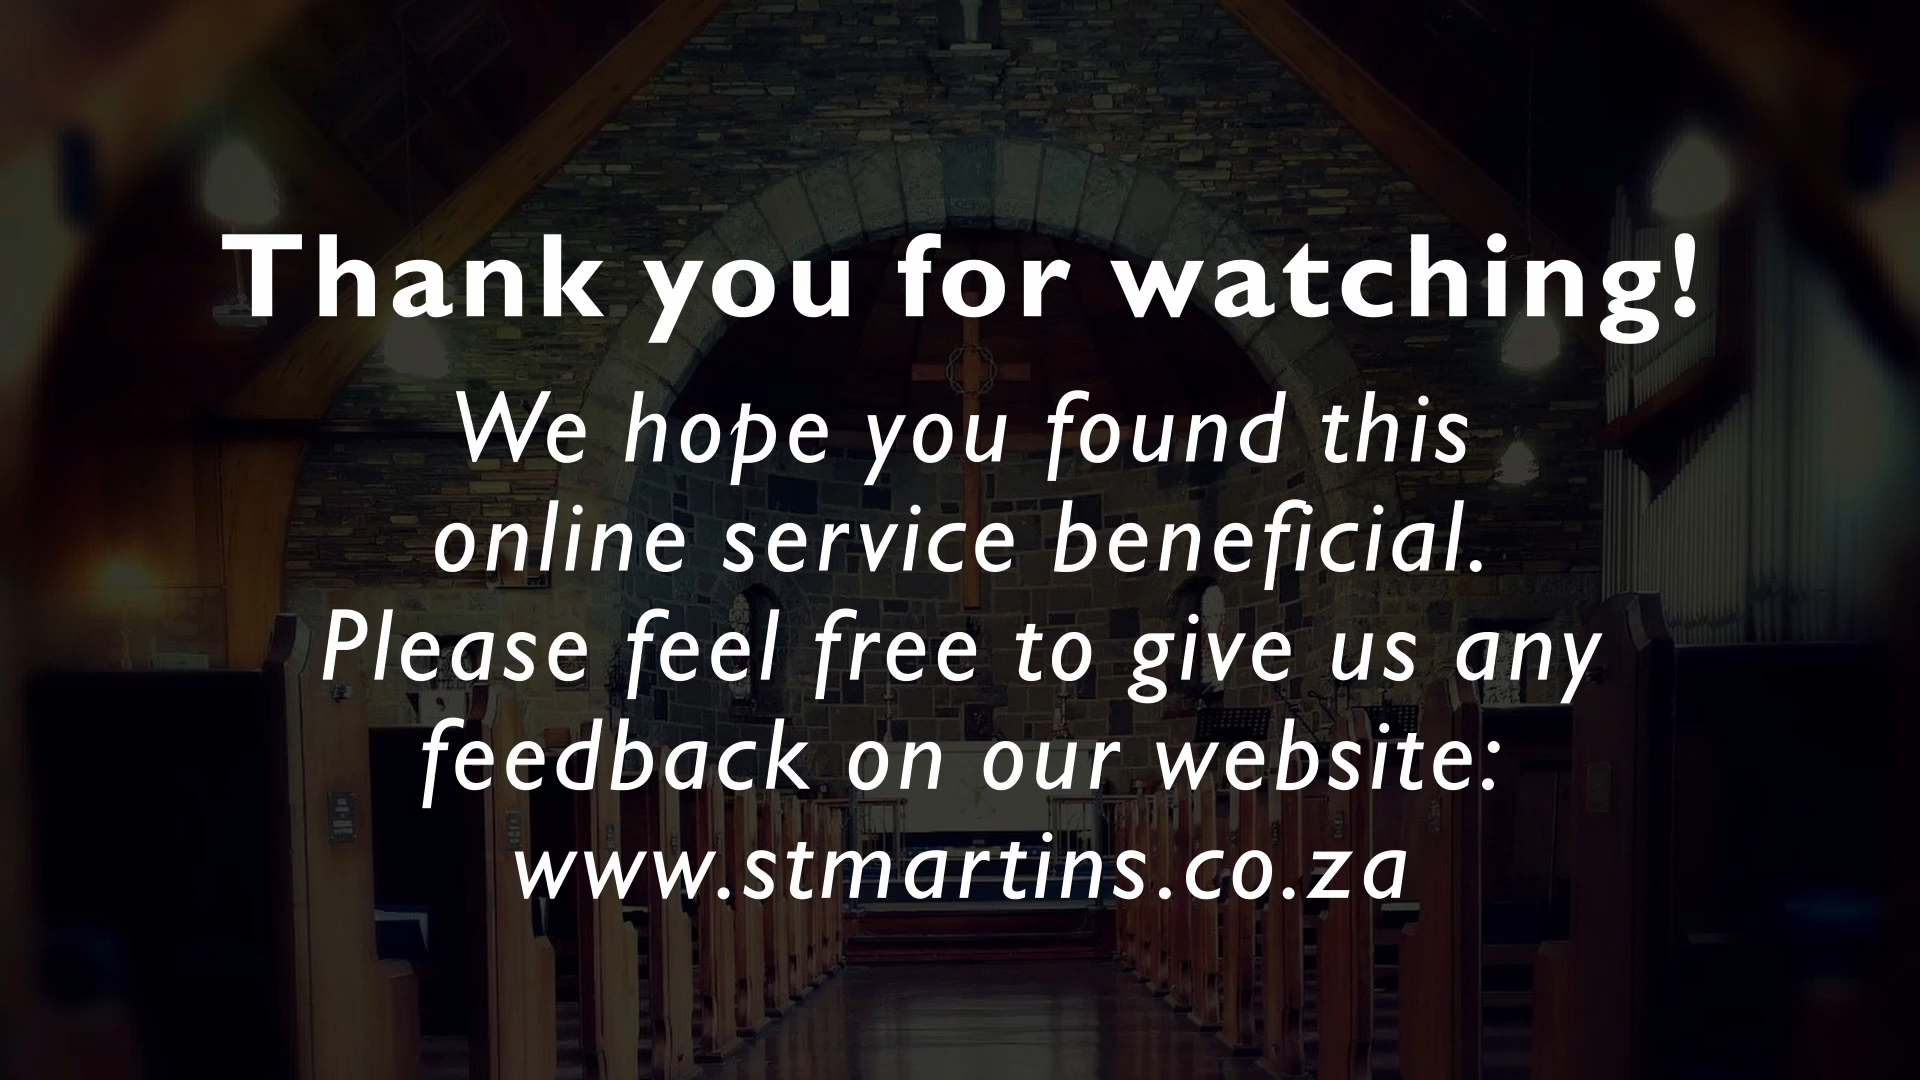 Thank you for watching!
We hope you found this
online service beneficial.
Please feel free to give us any
feedback on our website:
www.stmartins.co.za